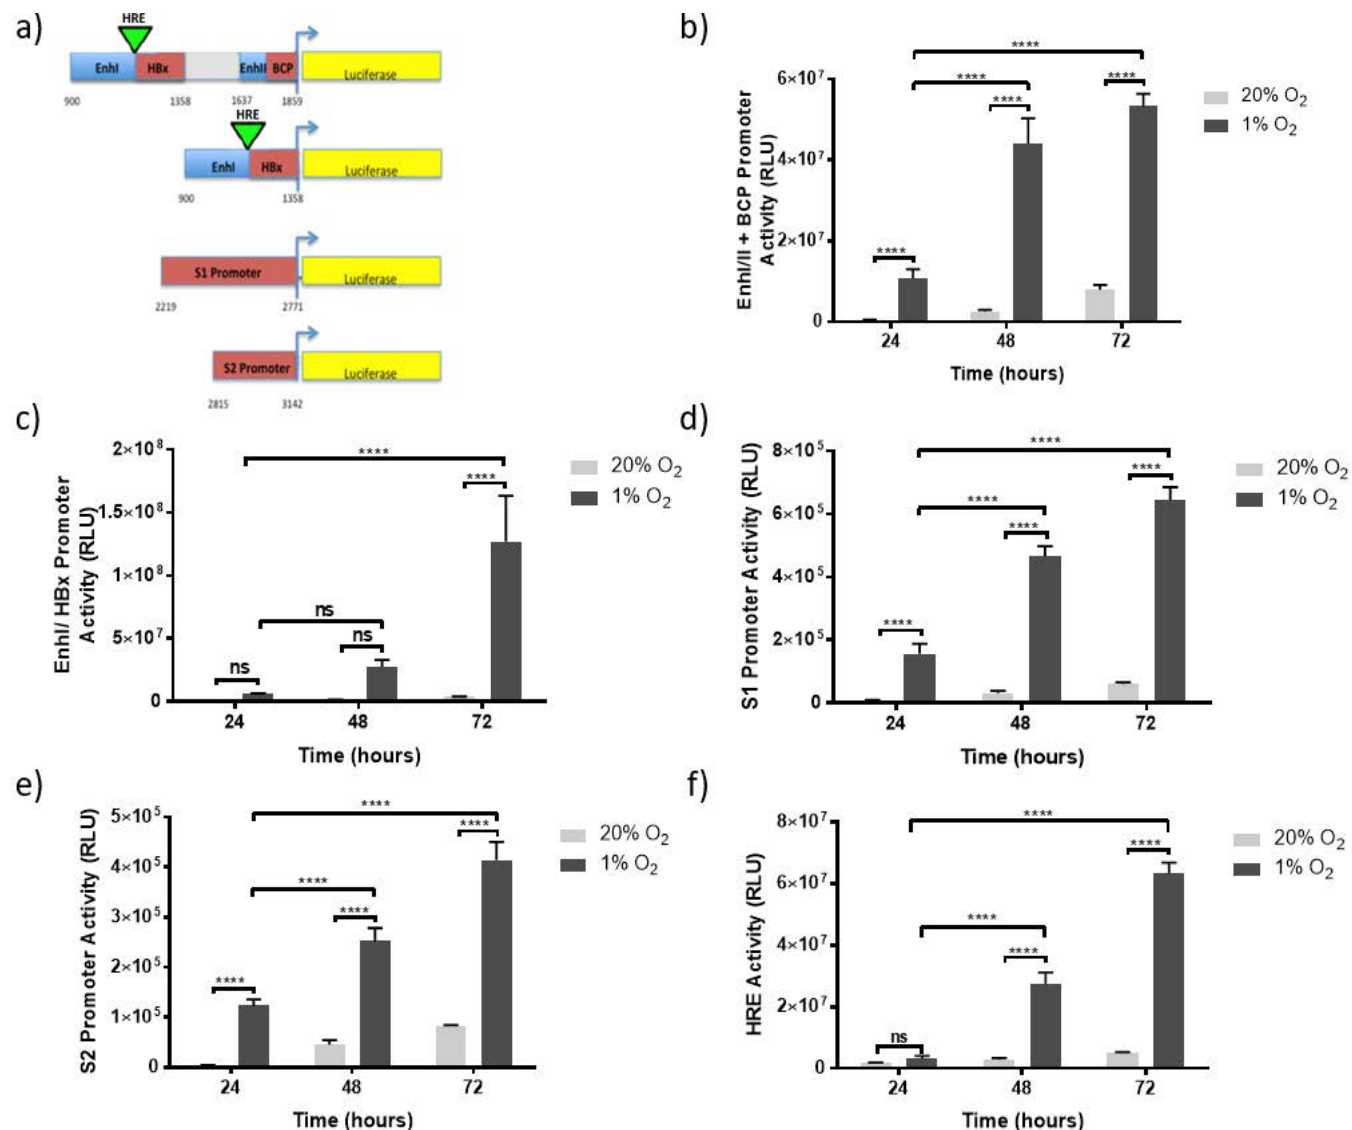 a)
HRE
EnhI HBx EnhII BCP Luciferase
900 1358 1637 1859
HRE
EnhI HBx Luciferase
900 1358
S1 Promoter Luciferase
2219 2771
S2 Promoter Luciferase
2815 3142
b)
EnhI/II + BCP Promoter
Activity (RLU)
6×10⁷
4×10⁷
2×10⁷
0
****
****
****
****
****
24 48 72
Time (hours)
20% O₂
1% O₂
c)
EnhI/ HBx Promoter
Activity (RLU)
2×10⁸
1.5×10⁸
1×10⁸
5×10⁷
0
****
****
ns
ns
ns
24 48 72
Time (hours)
20% O₂
1% O₂
d)
S1 Promoter Activity (RLU)
8×10⁵
6×10⁵
4×10⁵
2×10⁵
0
****
****
****
****
****
24 48 72
Time (hours)
20% O₂
1% O₂
e)
S2 Promoter Activity (RLU)
5×10⁵
4×10⁵
3×10⁵
2×10⁵
1×10⁵
0
****
****
****
****
****
24 48 72
Time (hours)
20% O₂
1% O₂
f)
HRE Activity (RLU)
8×10⁷
6×10⁷
4×10⁷
2×10⁷
0
****
****
****
****
ns
24 48 72
Time (hours)
20% O₂
1% O₂